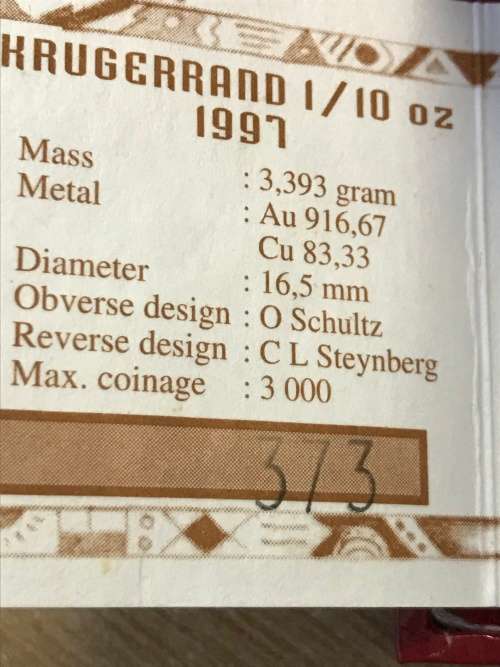 KRUGERRAND 1/10 oz
1997
Mass : 3,393 gram
Metal : Au 916,67
Cu 83,33
Diameter : 16,5 mm
Obverse design : O Schultz
Reverse design : C L Steynberg
Max. coinage : 3 000
373